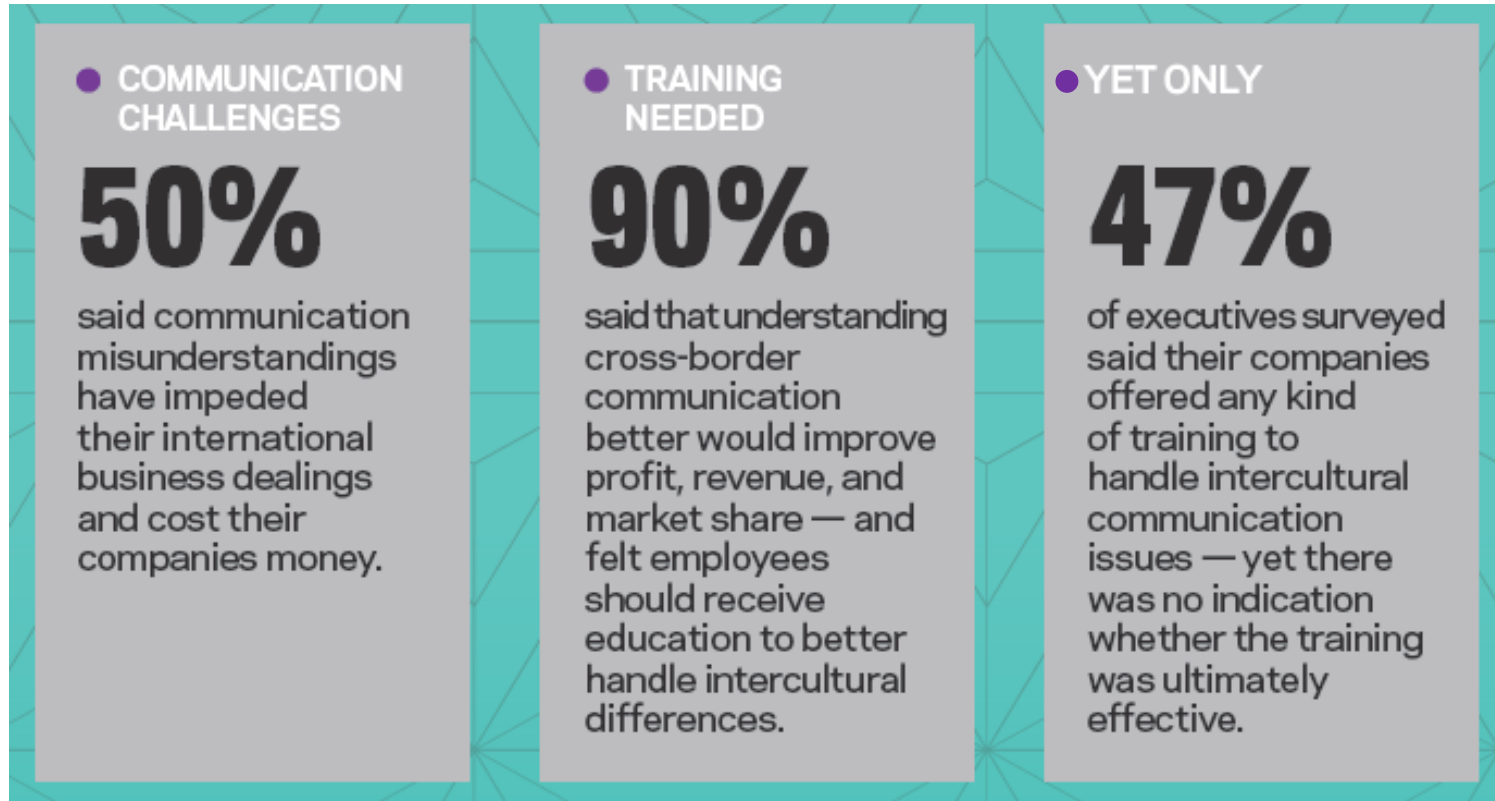 COMMUNICATION
CHALLENGES
50%
said communication
misunderstandings
have impeded
their international
business dealings
and cost their
companies money.
TRAINING
NEEDED
90%
said that understanding
cross-border
communication
better would improve
profit, revenue, and
market share — and
felt employees
should receive
education to better
handle intercultural
differences.
YET ONLY
47%
of executives surveyed
said their companies
offered any kind
of training to
handle intercultural
communication
issues — yet there
was no indication
whether the training
was ultimately
effective.